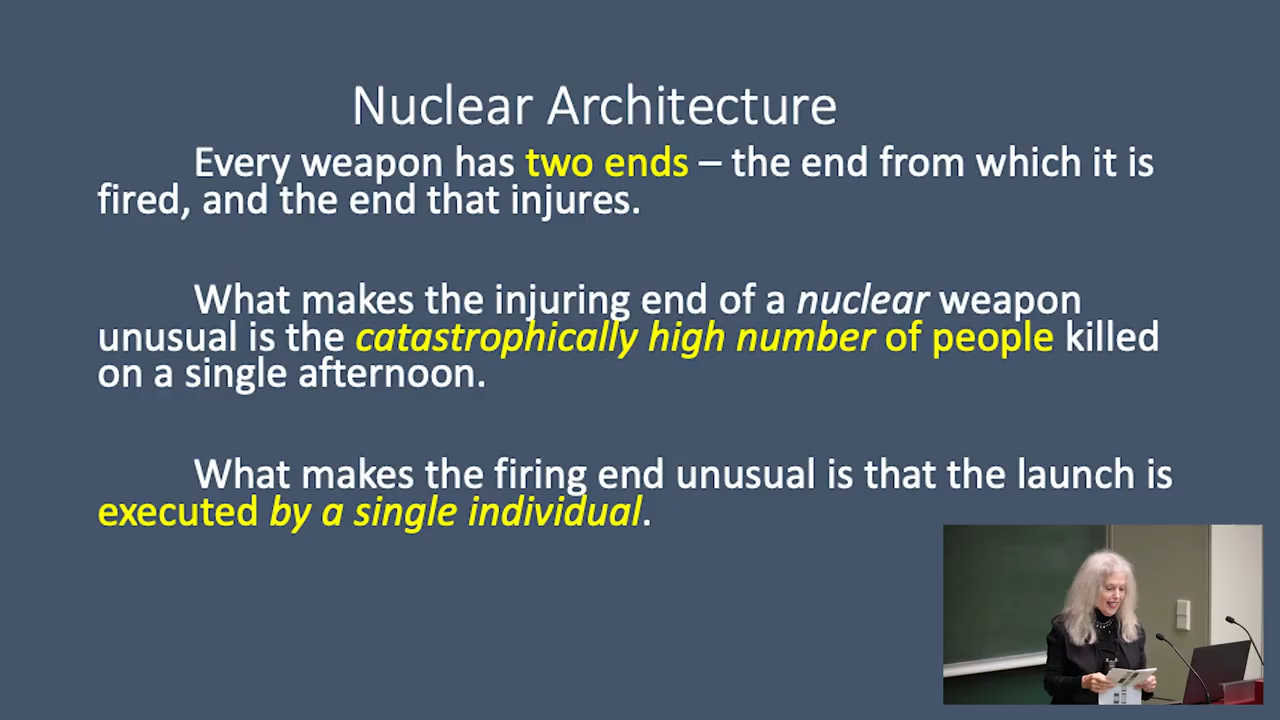 Nuclear Architecture
Every weapon has two ends – the end from which it is
fired, and the end that injures.
What makes the injuring end of a nuclear weapon
unusual is the catastrophically high number of people killed
on a single afternoon.
What makes the firing end unusual is that the launch is
executed by a single individual.